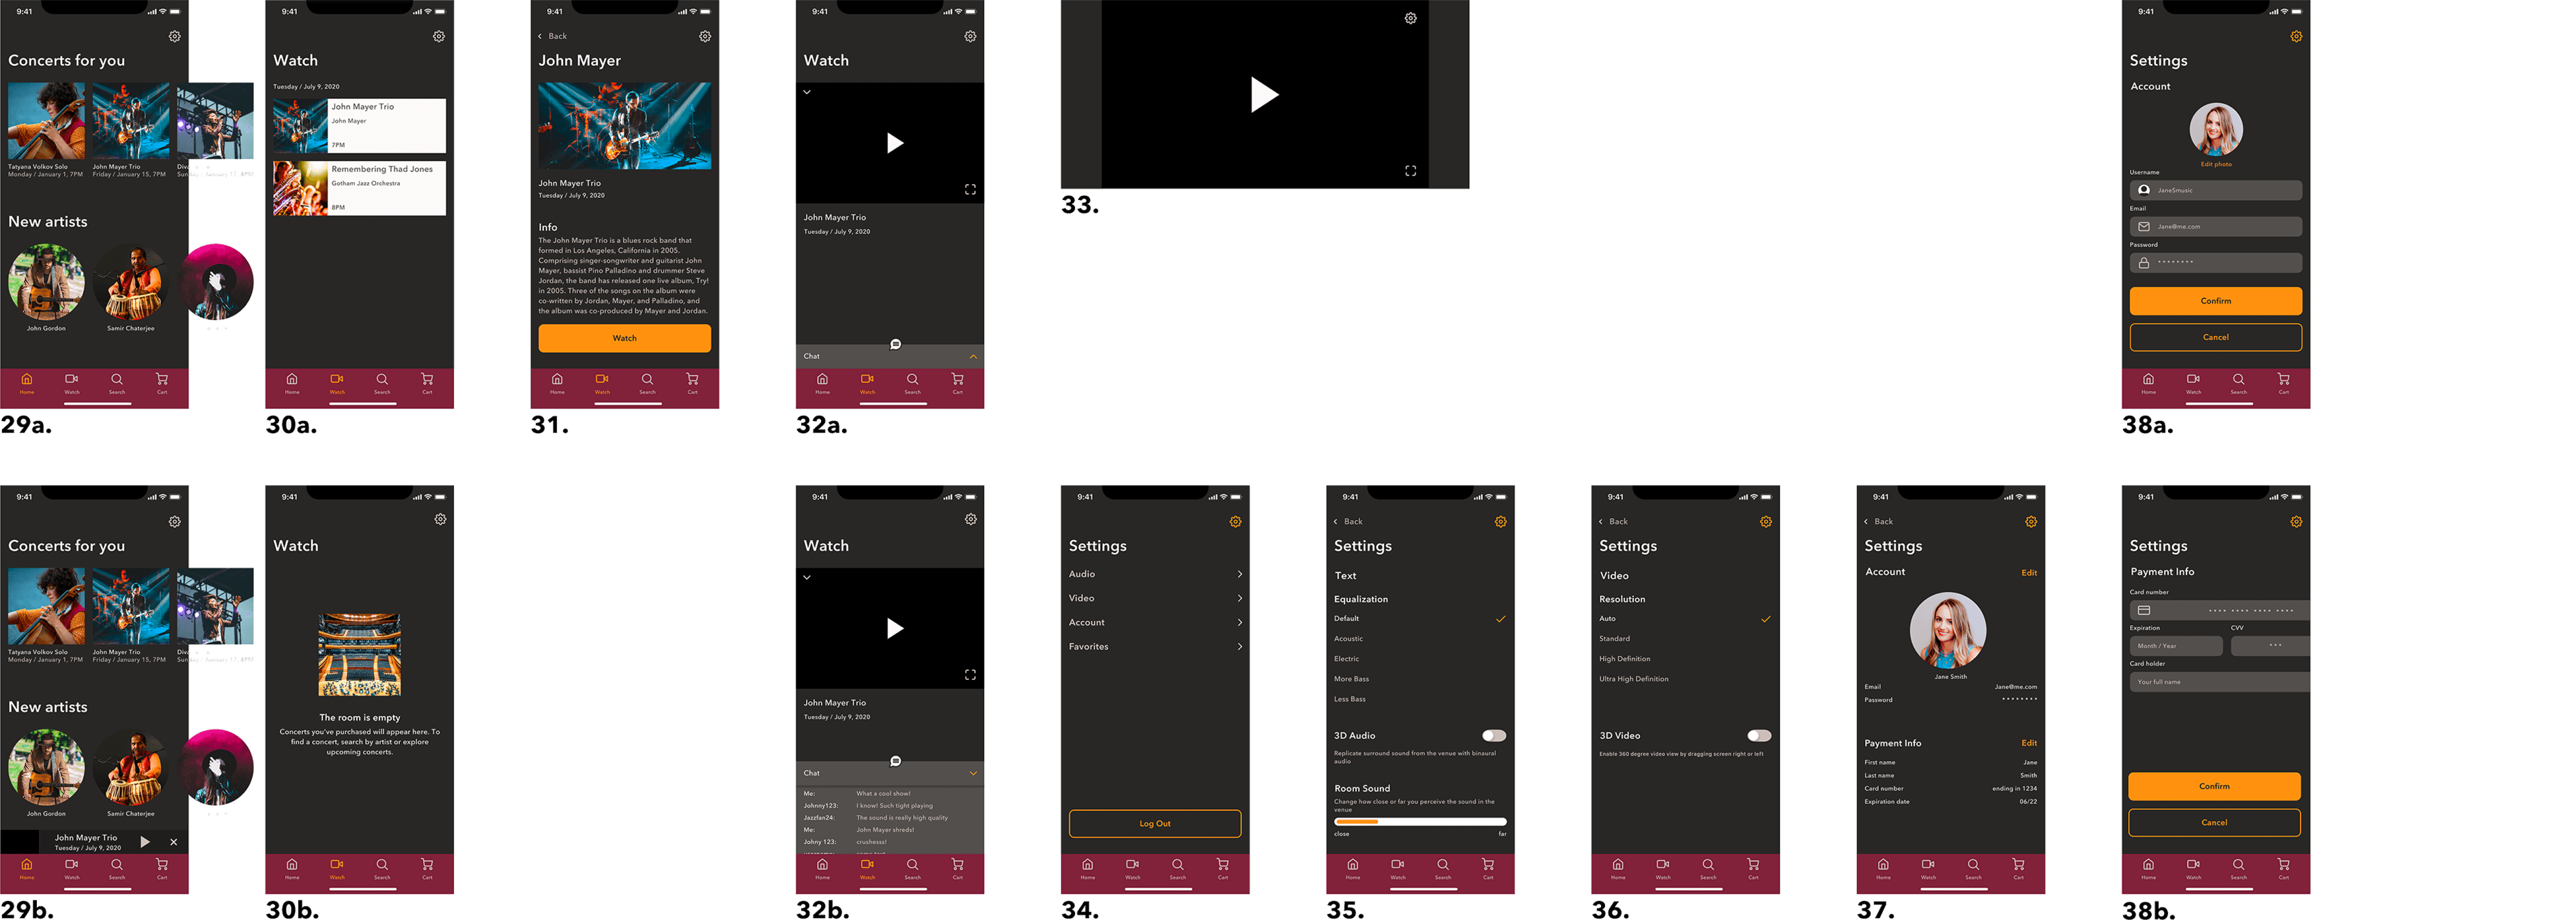 9:41
Concerts for you
Tatyana Volkov Solo
Monday / January 1, 7PM
John Mayer Trio
Friday / January 15, 7PM
New artists
John Gordon
Samir Chaterjee
Home
Watch
Search
Cart
29a.
9:41
Watch
Tuesday / July 9, 2020
John Mayer Trio
John Mayer
7PM
Remembering Thad Jones
Gotham Jazz Orchestra
8PM
Home
Watch
Search
Cart
30a.
9:41
Back
John Mayer
John Mayer Trio
Tuesday / July 9, 2020
Info
The John Mayer Trio is a blues rock band that
formed in Los Angeles, California in 2005.
Comprising singer-songwriter and guitarist John
Mayer, bassist Pino Palladino and drummer Steve
Jordan, the band has released one live album, Try!
in 2005. Three of the songs on the album were
co-written by Jordan, Mayer, and Palladino, and
the album was co-produced by Mayer and Jordan.
Watch
Home
Watch
Search
Cart
31.
9:41
Watch
John Mayer Trio
Tuesday / July 9, 2020
Chat
Home
Watch
Search
Cart
32a.
33.
9:41
Settings
Account
Edit photo
Username
JaneSmusic
Email
Jane@me.com
Password
Confirm
Cancel
Home
Watch
Search
Cart
38a.
9:41
Concerts for you
Tatyana Volkov Solo
Monday / January 1, 7PM
John Mayer Trio
Friday / January 15, 7PM
New artists
John Gordon
Samir Chaterjee
John Mayer Trio
Tuesday / July 9, 2020
Home
Watch
Search
Cart
29b.
9:41
Watch
The room is empty
Concerts you've purchased will appear here. To
find a concert, search by artist or explore
upcoming concerts.
Home
Watch
Search
Cart
30b.
9:41
Watch
John Mayer Trio
Tuesday / July 9, 2020
Chat
Me: What a cool show!
Johnny123: I know! Such tight playing
Jazzfan24: The sound is really high quality
Me: John Mayer shreds!
Johny 123: crushesss!
Home
Watch
Search
Cart
32b.
9:41
Settings
Audio
Video
Account
Favorites
Log Out
Home
Watch
Search
Cart
34.
9:41
Back
Settings
Text
Equalization
Default
Acoustic
Electric
More Bass
Less Bass
3D Audio
Replicate surround sound from the venue with binaural
audio
Room Sound
Change how close or far you perceive the sound in the
venue
close far
Home
Watch
Search
Cart
35.
9:41
Back
Settings
Video
Resolution
Auto
Standard
High Definition
Ultra High Definition
3D Video
Enable 360 degree video view by dragging screen right or left
Home
Watch
Search
Cart
36.
9:41
Back
Settings
Account Edit
Jane Smith
Email Jane@me.com
Password
Payment Info Edit
First name Jane
Last name Smith
Card number ending in 1234
Expiration date 06/22
Home
Watch
Search
Cart
37.
9:41
Settings
Payment Info
Card number
Expiration CVV
Month / Year
Card holder
Your full name
Confirm
Cancel
Home
Watch
Search
Cart
38b.